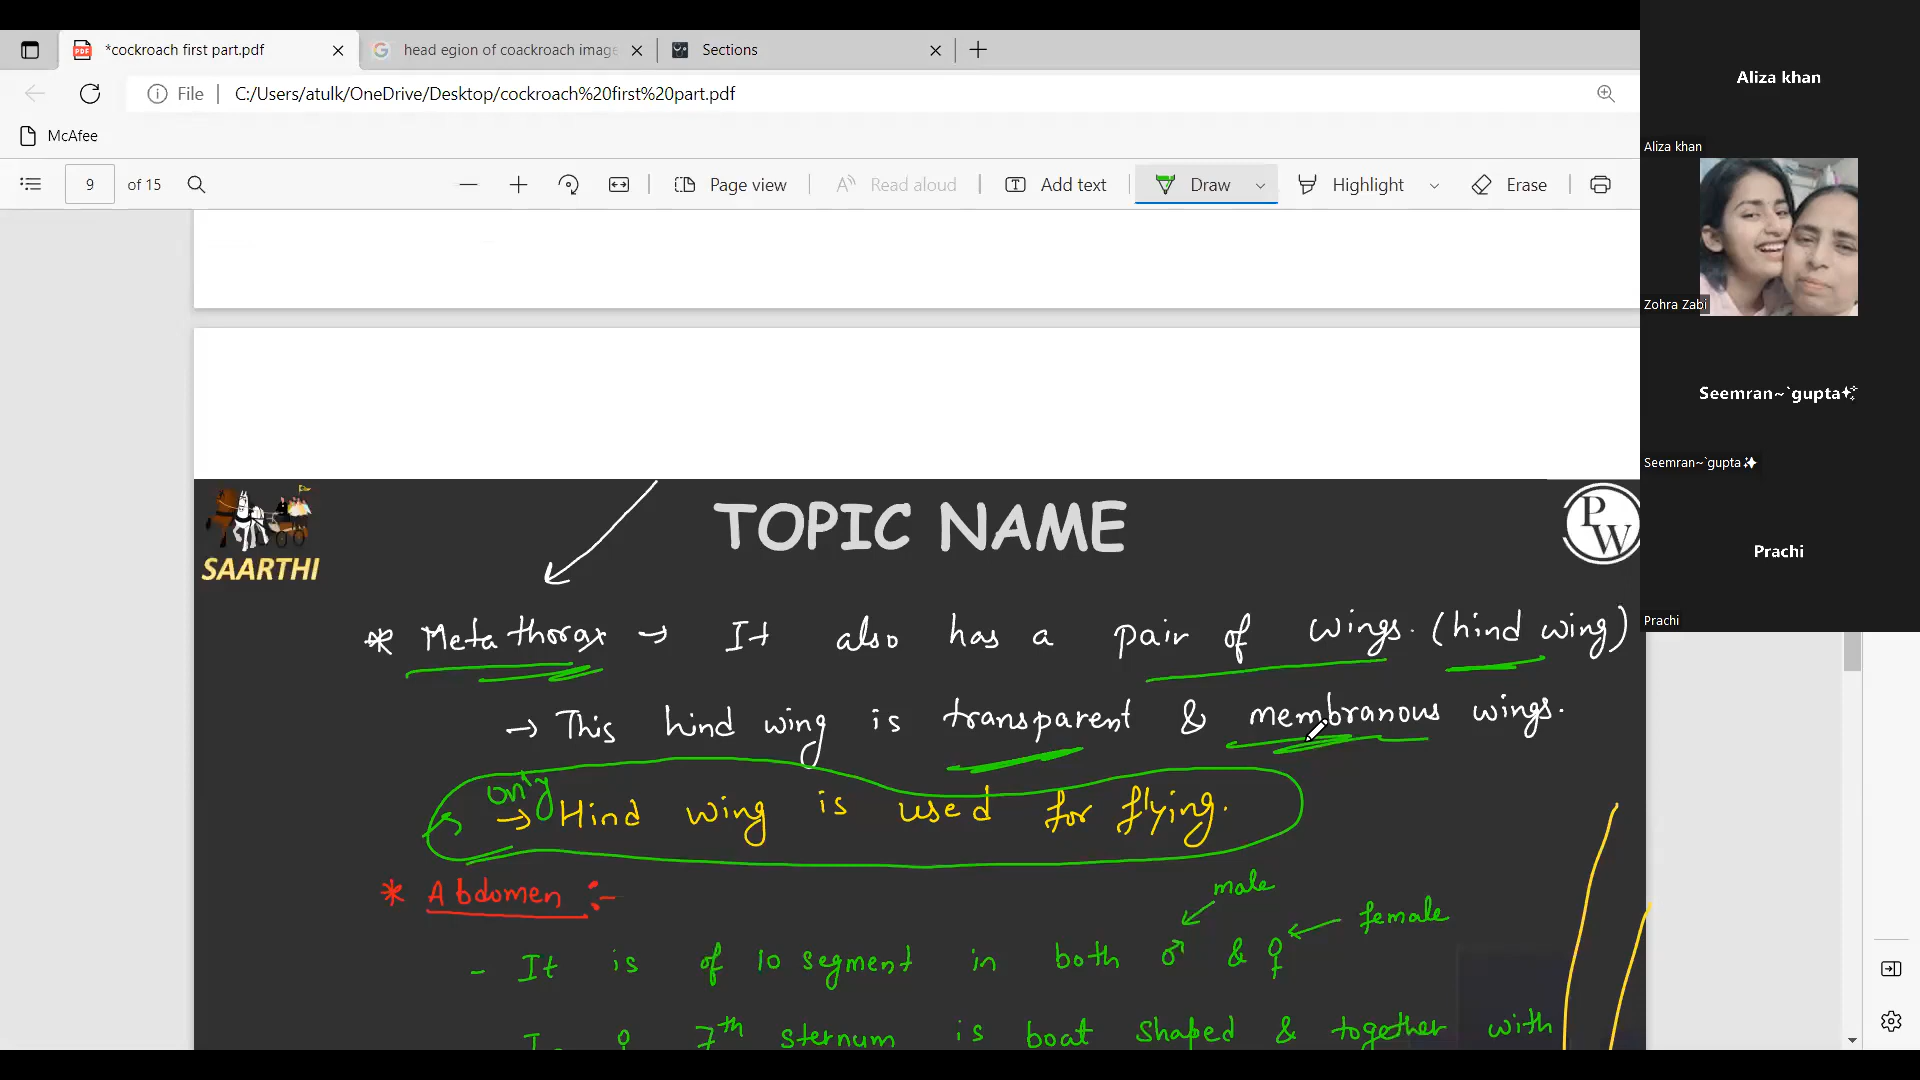 *cockroach first part.pdf
head egion of coackroach image
Sections
File
C:/Users/atulk/OneDrive/Desktop/cockroach%20first%20part.pdf
McAfee
9 of 15
Page view
Read aloud
Add text
Draw
Highlight
Erase
Aliza khan
Aliza khan
Zohra Zabi
Seemran~`gupta✨
Seemran~`gupta✨
Prachi
Prachi
SAARTHI
TOPIC NAME
PW
* Metathorax → It also has a pair of wings. (hind wing)
→ This hind wing is transparent & membranous wings.
only
→ Hind wing is used for flying.
* Abdomen :-
male
female
- It is of 10 segment in both ♂ & ♀
In ♀ 7th sternum is boat shaped & together with